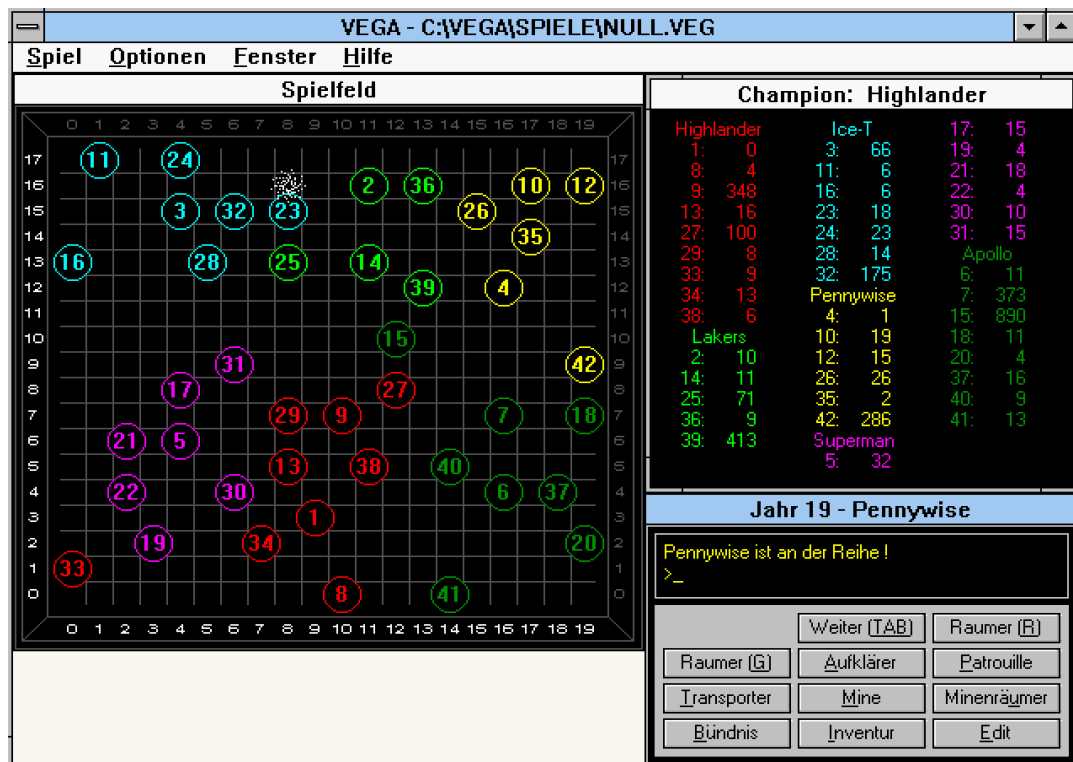 VEGA - C:\VEGA\SPIELE\NULL.VEG
Spiel Optionen Fenster Hilfe
Spielfeld
0 1 2 3 4 5 6 7 8 9 10 11 12 13 14 15 16 17 18 19
17 11 24 17
16 2 36 10 12 16
15 3 32 23 26 15
14 35 14
13 16 28 25 14 13
12 39 4 12
11 11
10 15 10
9 31 42 9
8 17 27 8
7 29 9 7 18 7
6 21 5 6
5 13 38 40 5
4 22 30 6 37 4
3 1 3
2 19 34 20 2
1 33 1
0 8 41 0
0 1 2 3 4 5 6 7 8 9 10 11 12 13 14 15 16 17 18 19
Champion: Highlander
Highlander
1: 0
8: 4
9: 348
13: 16
27: 100
29: 8
33: 9
34: 13
38: 6
Lakers
2: 10
14: 11
25: 71
36: 9
39: 413
Ice-T
3: 66
11: 6
16: 6
23: 18
24: 23
28: 14
32: 175
Pennywise
4: 1
10: 19
12: 15
26: 26
35: 2
42: 286
Superman
5: 32
17: 15
19: 4
21: 18
22: 4
30: 10
31: 15
Apollo
6: 11
7: 373
15: 890
18: 11
20: 4
37: 16
40: 9
41: 13
Jahr 19 - Pennywise
Pennywise ist an der Reihe !
>_
Weiter (TAB) Raumer (R)
Raumer (G) Aufklärer Patrouille
Transporter Mine Minenräumer
Bündnis Inventur Edit